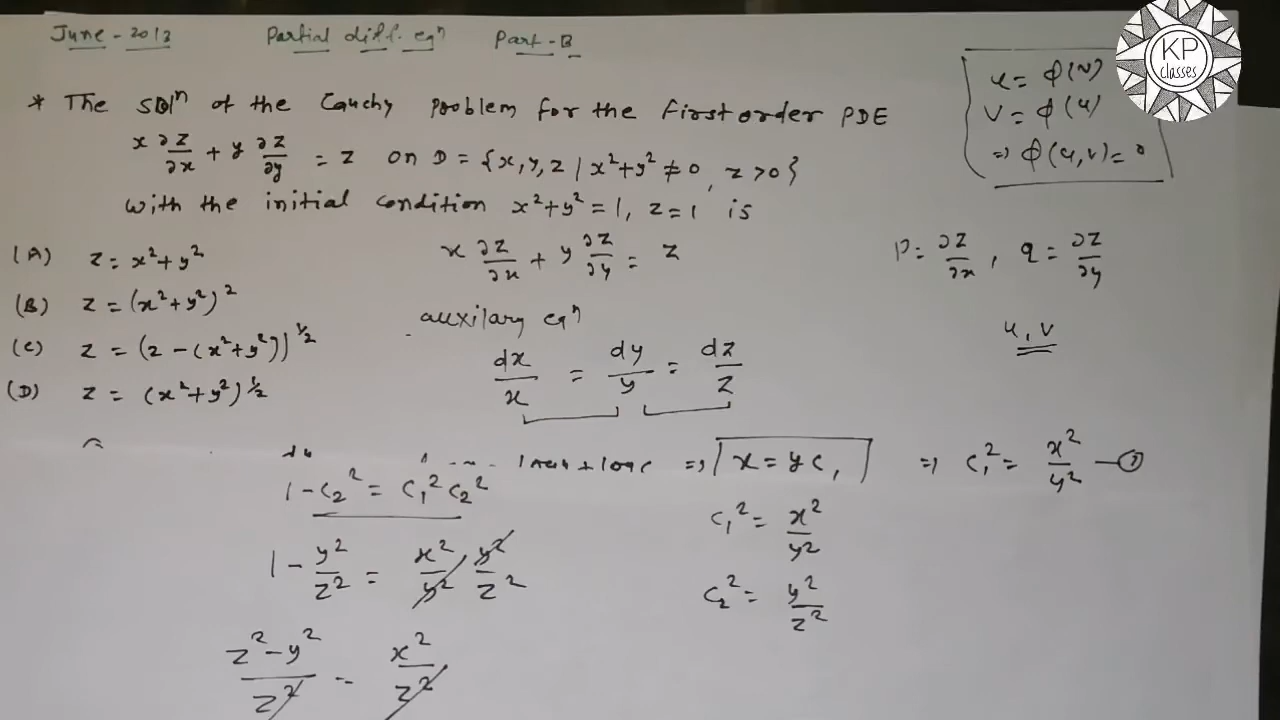 June - 2013 Partial diff. eqⁿ Part-B
KP classes
u = ϕ(v)
v = ϕ(u)
=> ϕ(u,v) = 0
* The solⁿ of the Cauchy problem for the first order PDE
x ∂z/∂x + y ∂z/∂y = z on D = {x, y, z / x²+y² ≠ 0, z > 0}
with the initial condition x²+y² = 1, z = 1 is
(A) z = x²+y²
(B) z = (x²+y²)²
(C) z = (2 - (x²+y²))^1/2
(D) z = (x²+y²)^1/2
x ∂z/∂x + y ∂z/∂y = z
P = ∂z/∂x, q = ∂z/∂y
auxilary eqⁿ
u, v
dx/x = dy/y = dz/z
=> x = y c₁ => c₁² = x²/y²
1 - c₂² = c₁² c₂²
c₁² = x²/y²
1 - y²/z² = x²/y² · y²/z²
c₂² = y²/z²
z² - y²/z² = x²/z²